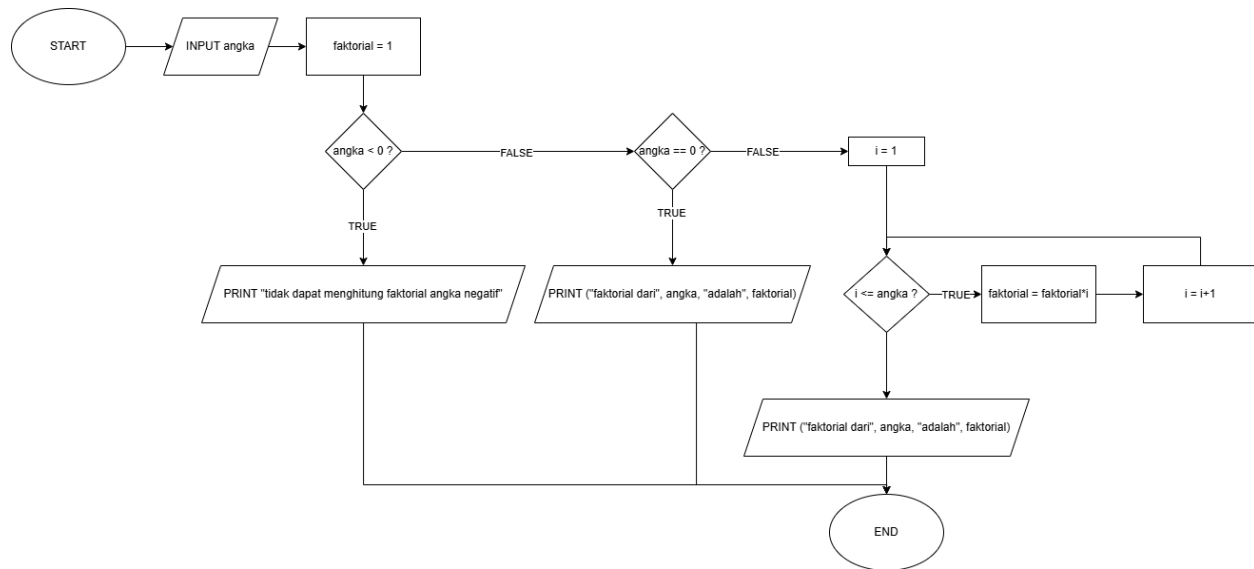 START
INPUT angka
faktorial = 1
angka < 0 ?
FALSE
angka == 0 ?
FALSE
i = 1
TRUE
TRUE
PRINT "tidak dapat menghitung faktorial angka negatif"
PRINT ("faktorial dari", angka, "adalah", faktorial)
i <= angka ?
TRUE
faktorial = faktorial*i
i = i+1
PRINT ("faktorial dari", angka, "adalah", faktorial)
END